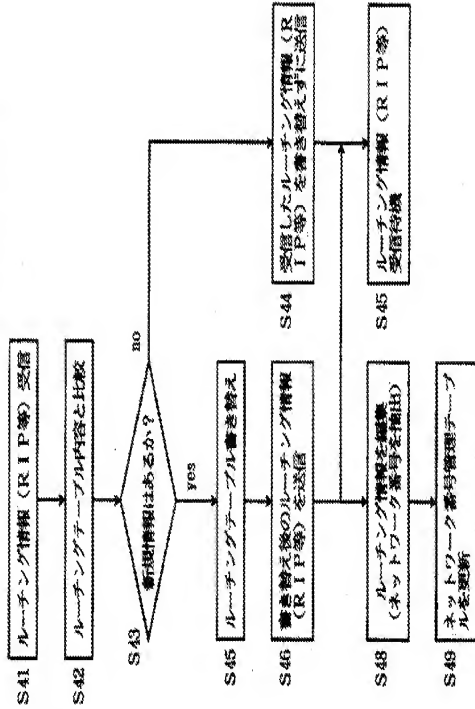 S41
ルーチング情報（RIP等）受信
S42
ルーチングテーブル内容と比較
S43
新規情報はあるか？
no
yes
S45
ルーチングテーブル書き替え
S46
書き替え後のルーチング情報
（RIP等）を送信
S44
受信したルーチング情報（R
IP等）を書き替えずに送信
S45
ルーチング情報（RIP等）
受信待機
S48
ルーチング情報を編集
（ネットワーク番号を抽出）
S49
ネットワーク番号管理テーブ
ルを更新